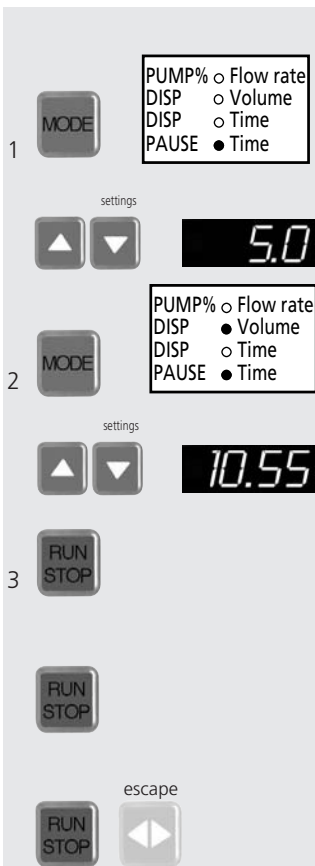 PUMP% ○ Flow rate
DISP ○ Volume
DISP ○ Time
PAUSE ● Time
1 MODE
settings
5.0
PUMP% ○ Flow rate
DISP ● Volume
DISP ○ Time
PAUSE ● Time
2 MODE
settings
10.55
3 RUN
STOP
RUN
STOP
escape
RUN
STOP